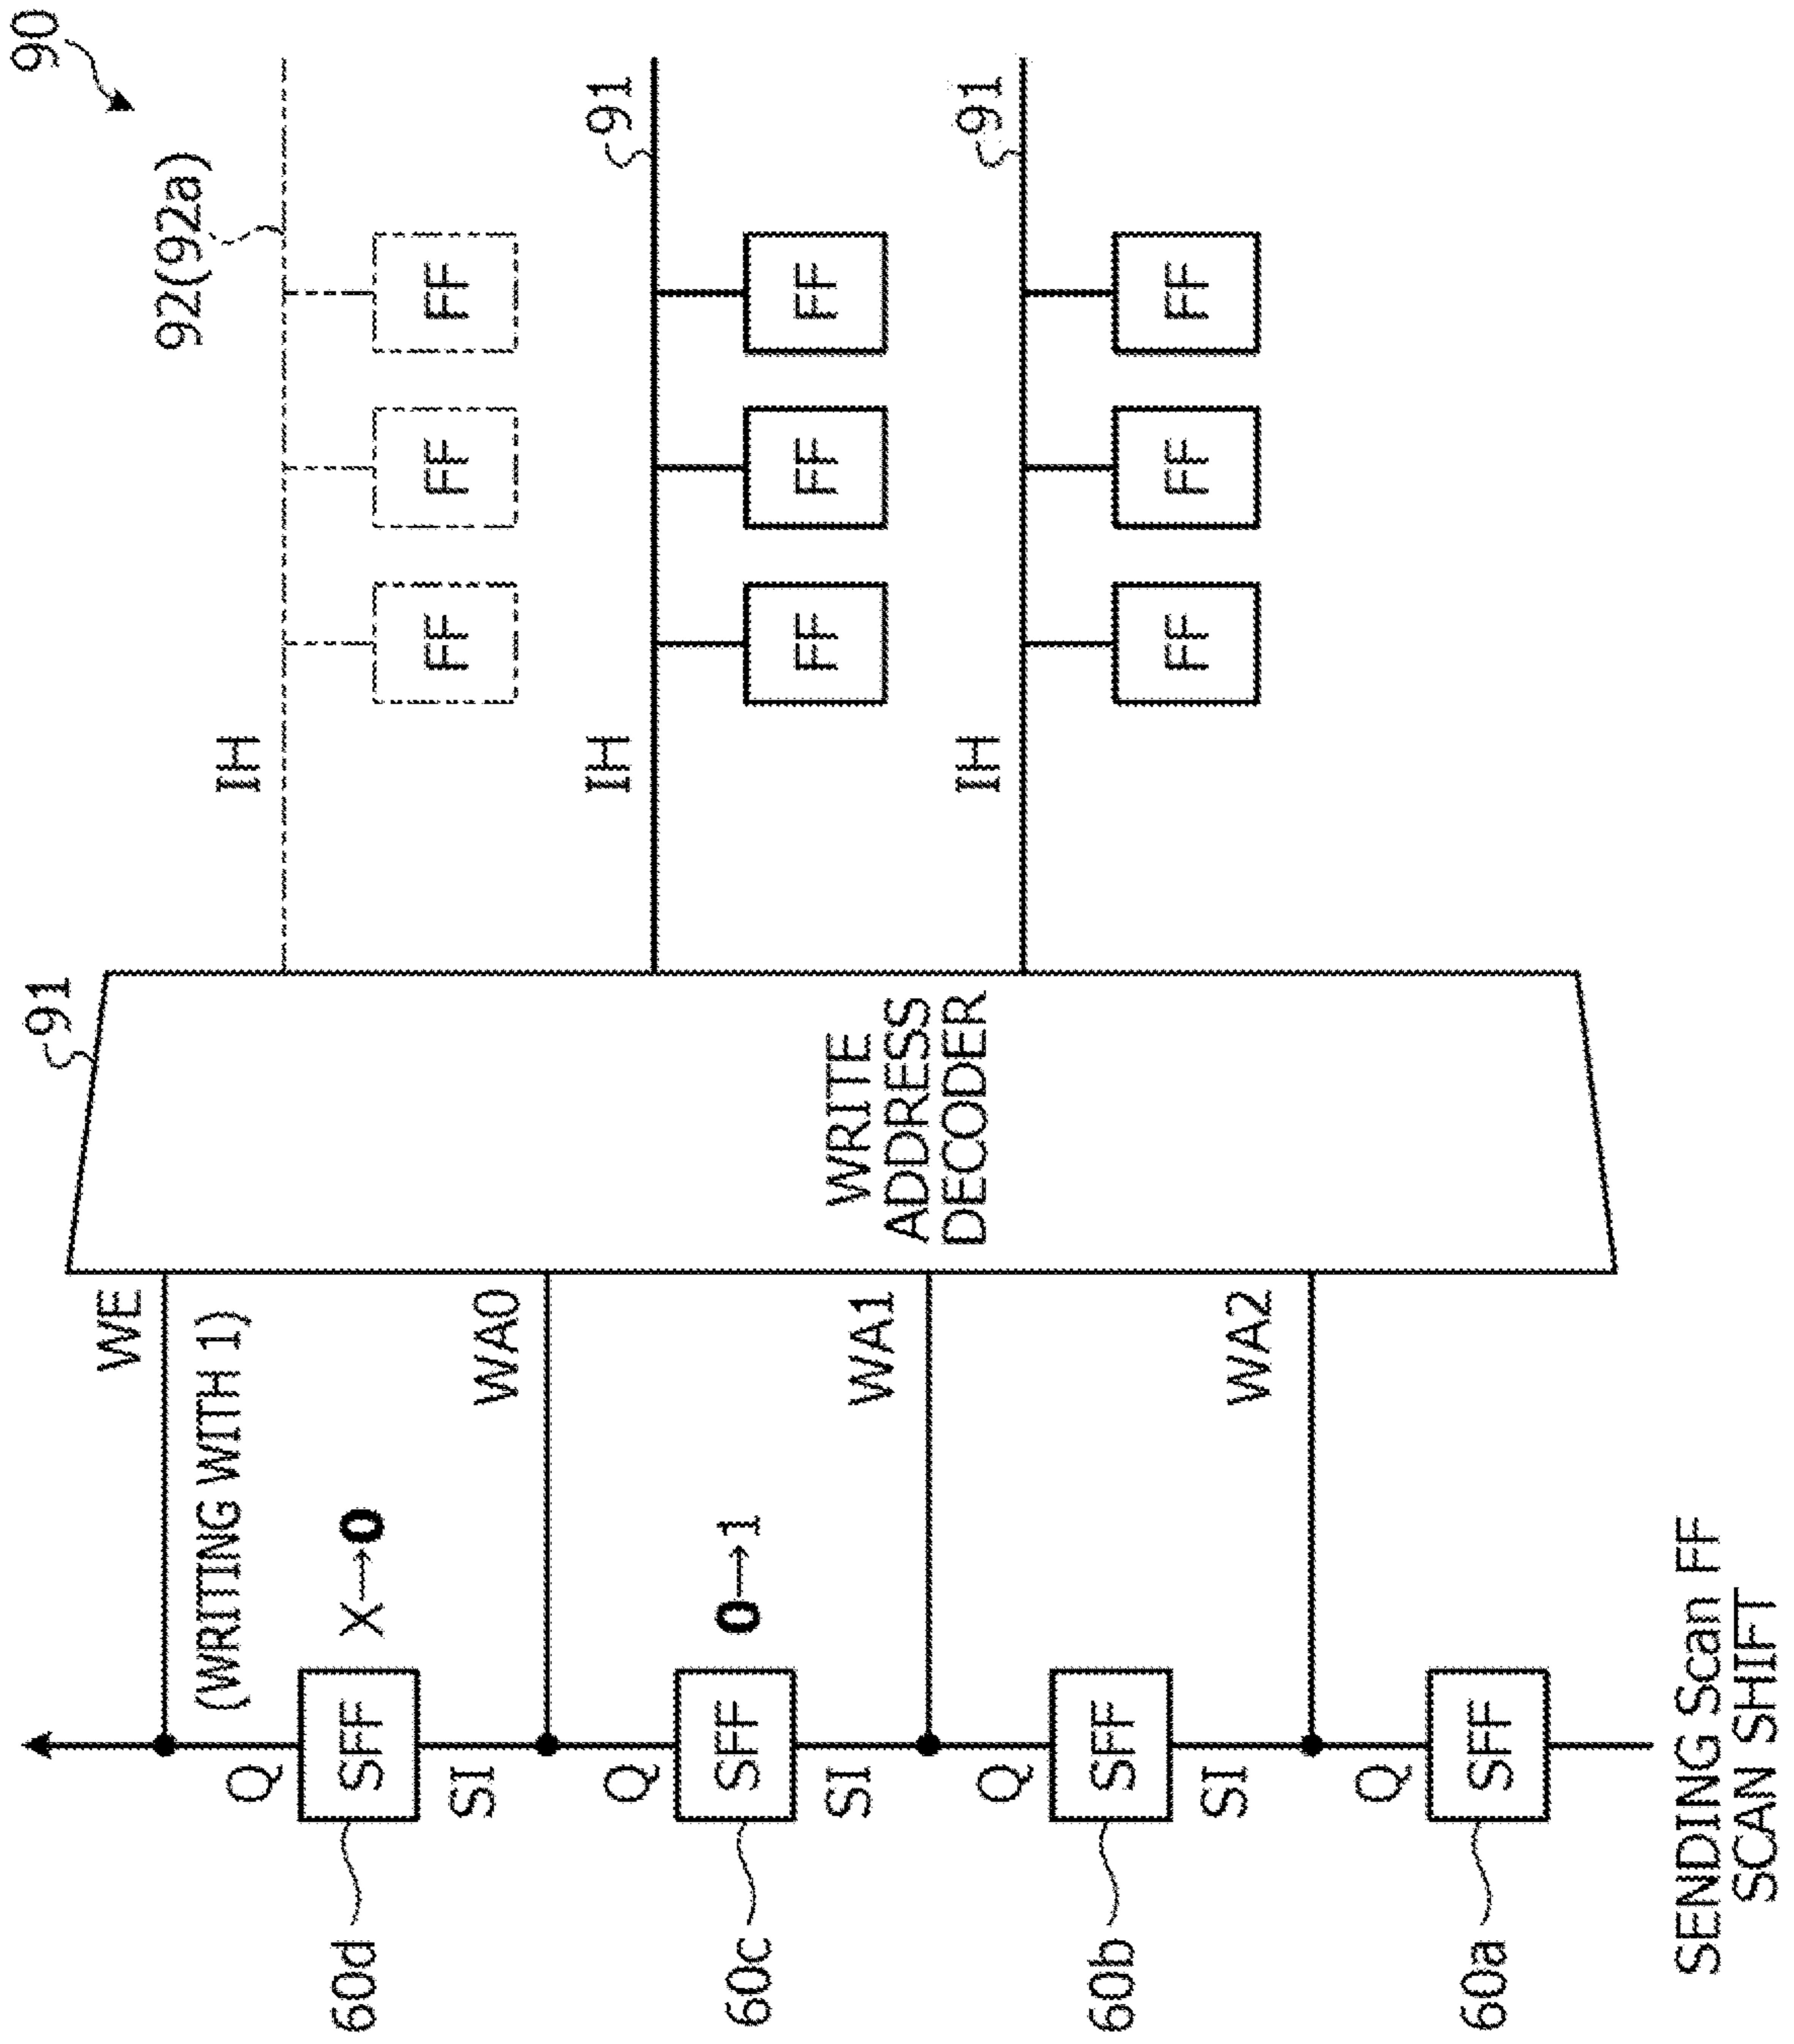 90
92(92a)
IH
FF
FF
FF
91
IH
FF
FF
FF
91
IH
FF
FF
FF
91
WRITE
ADDRESS
DECODER
WE
(WRITING WITH 1)
WA0
WA1
WA2
Q
SFF
X→0
SI
60d
Q
SFF
0→1
SI
60c
Q
SFF
SI
60b
Q
SFF
60a
SENDING Scan FF
SCAN SHIFT